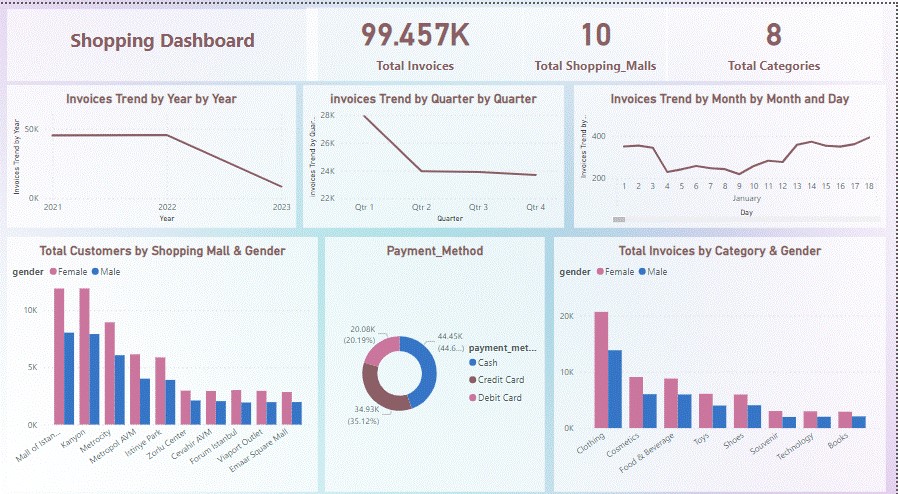 Shopping Dashboard
99.457K
Total Invoices
10
Total Shopping_Malls
8
Total Categories
Invoices Trend by Year by Year
Invoices Trend by Year
50K
0K
2021
2022
2023
Year
invoices Trend by Quarter by Quarter
invoices Trend by Quar...
28K
26K
24K
22K
Qtr 1
Qtr 2
Qtr 3
Qtr 4
Quarter
Invoices Trend by Month by Month and Day
Invoices Trend by...
400
200
1 2 3 4 5 6 7 8 9 10 11 12 13 14 15 16 17 18
January
Day
Total Customers by Shopping Mall & Gender
gender Female Male
10K
5K
0K
Mall of Istan...
Kanyon
Metrocity
Metropol AVM
Istinye Park
Zorlu Center
Cevahir AVM
Forum Istanbul
Viaport Outlet
Emaar Square Mall
Payment_Method
20.08K
(20.19%)
44.45K
(44.6...)
34.93K
(35.12%)
payment_met...
Cash
Credit Card
Debit Card
Total Invoices by Category & Gender
gender Female Male
20K
10K
0K
Clothing
Cosmetics
Food & Beverage
Toys
Shoes
Souvenir
Technology
Books